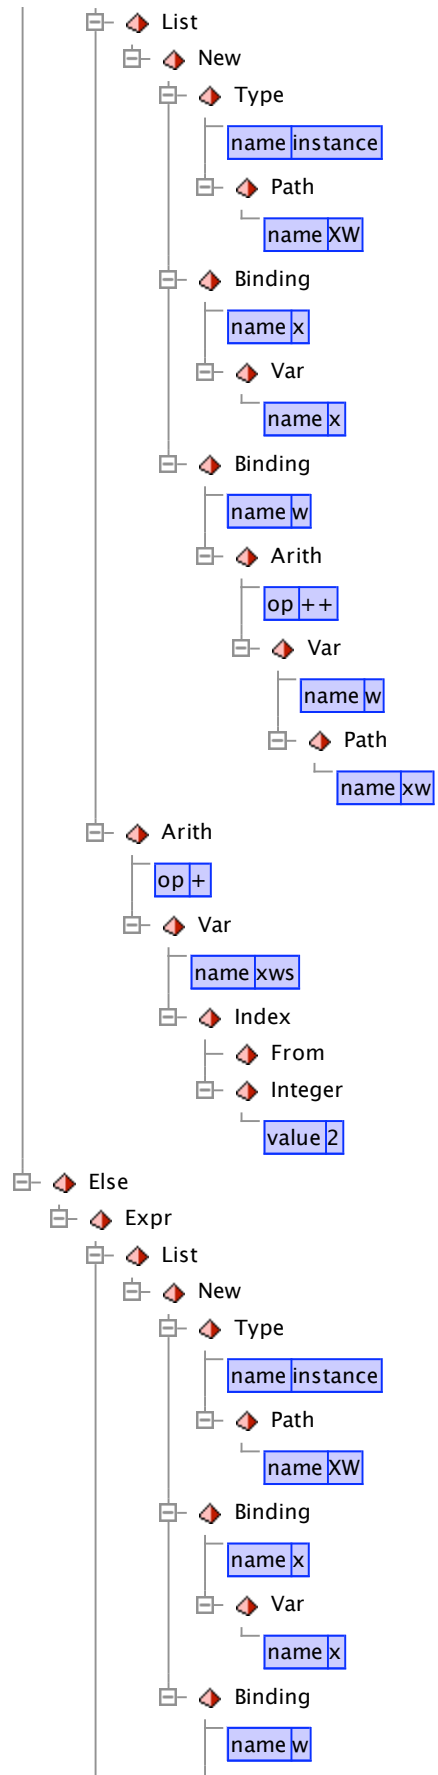 List
New
Type
name instance
Path
name XW
Binding
name x
Var
name x
Binding
name w
Arith
op ++
Var
name w
Path
name xw
Arith
op +
Var
name xws
Index
From
Integer
value 2
Else
Expr
List
New
Type
name instance
Path
name XW
Binding
name x
Var
name x
Binding
name w